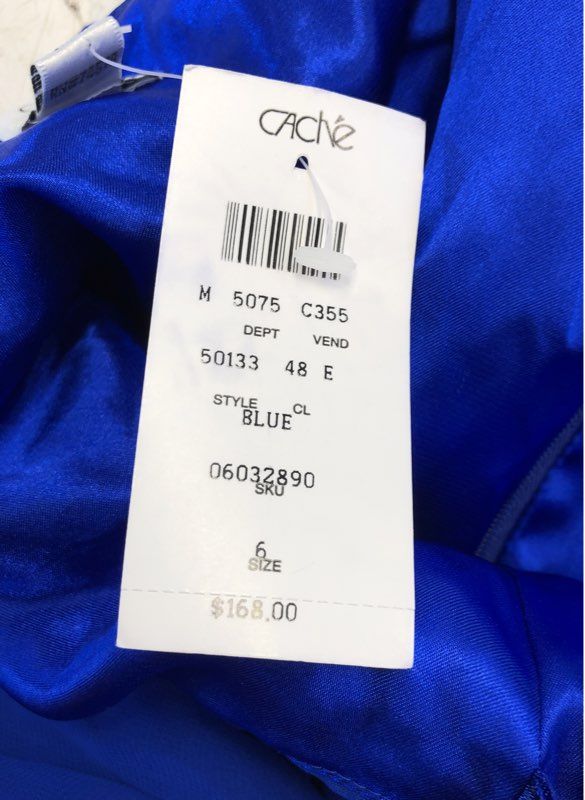 Caché
M 5075 C355
DEPT VEND
50133 48 E
STYLE CL
BLUE
06032890
SKU
6
SIZE
$168.00